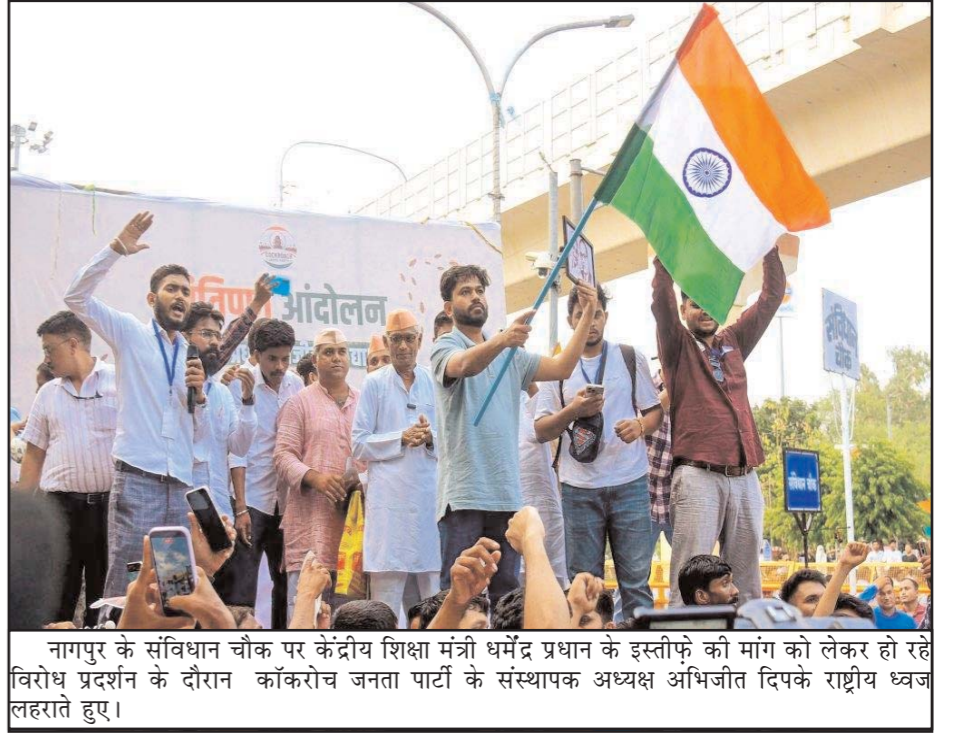 COCKROACH
आंदोलन
संविधान
चौक
संविधान चौक
नागपुर के संविधान चौक पर केंद्रीय शिक्षा मंत्री धर्मेंद्र प्रधान के इस्तीफ़े की मांग को लेकर हो रहे
विरोध प्रदर्शन के दौरान कॉकरोच जनता पार्टी के संस्थापक अध्यक्ष अभिजीत दिपके राष्ट्रीय ध्वज
लहराते हुए।